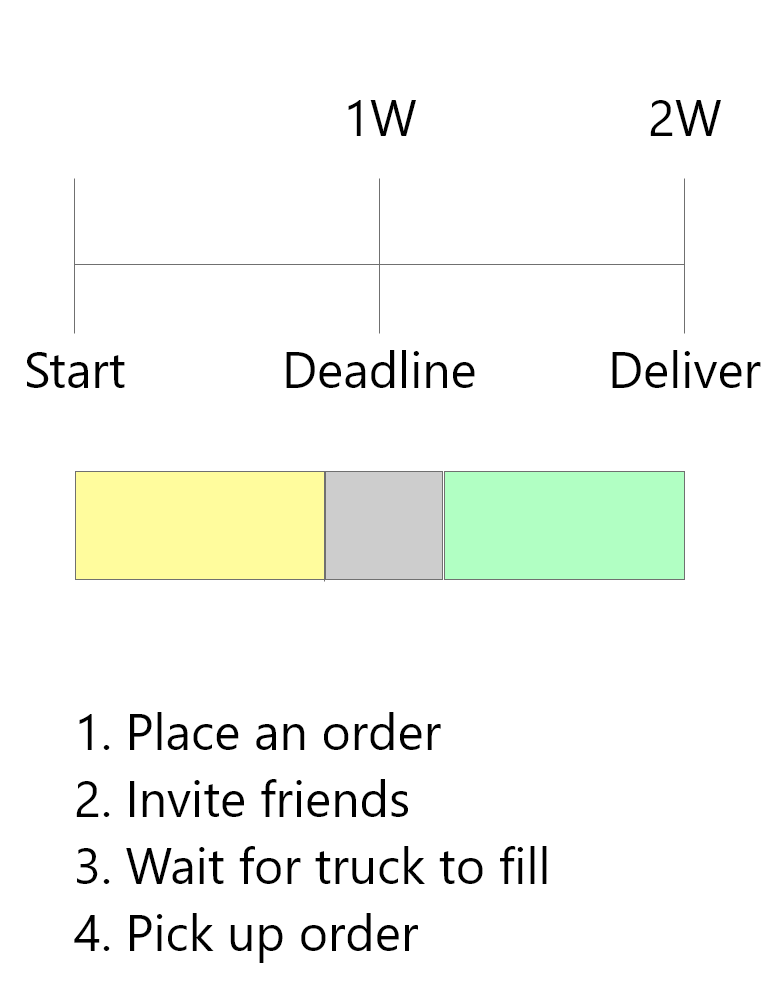 1W 2W
Start Deadline Deliver
1. Place an order
2. Invite friends
3. Wait for truck to fill
4. Pick up order